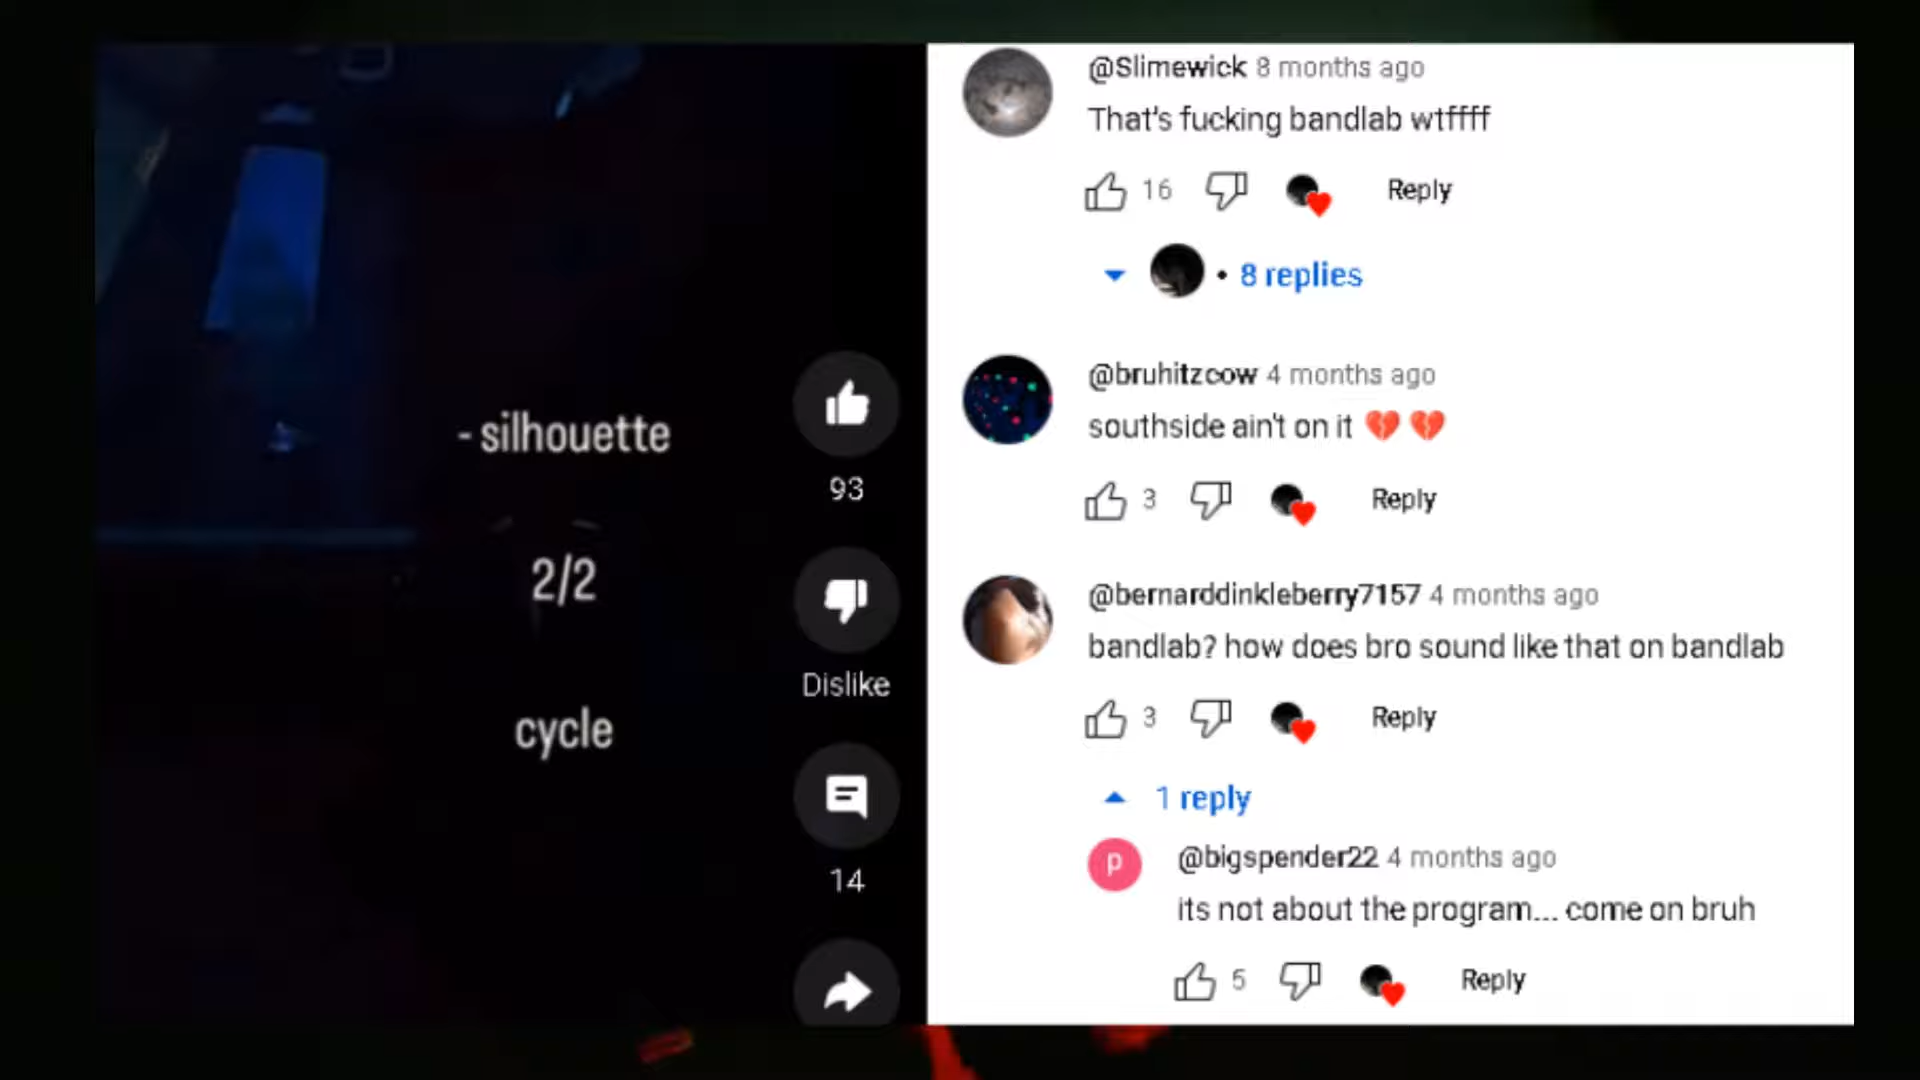 - silhouette
2/2
cycle
93
Dislike
14
@Slimewick 8 months ago
That's fucking bandlab wtffff
16 Reply
• 8 replies
@bruhitzcow 4 months ago
southside ain't on it 💔 💔
3 Reply
@bernarddinkleberry7157 4 months ago
bandlab? how does bro sound like that on bandlab
3 Reply
1 reply
P
@bigspender22 4 months ago
its not about the program... come on bruh
5 Reply